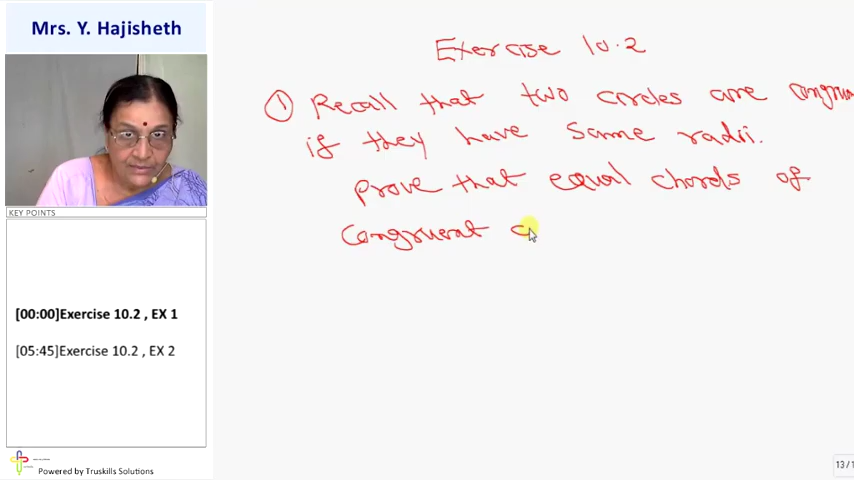 Mrs. Y. Hajisheth
KEY POINTS
[00:00]Exercise 10.2 , EX 1
[05:45]Exercise 10.2 , EX 2
Powered by Truskills Solutions
Exercise 10.2
① Recall that two circles are congrue
if they have same radii.
prove that equal chords of
Congruent c
13/1